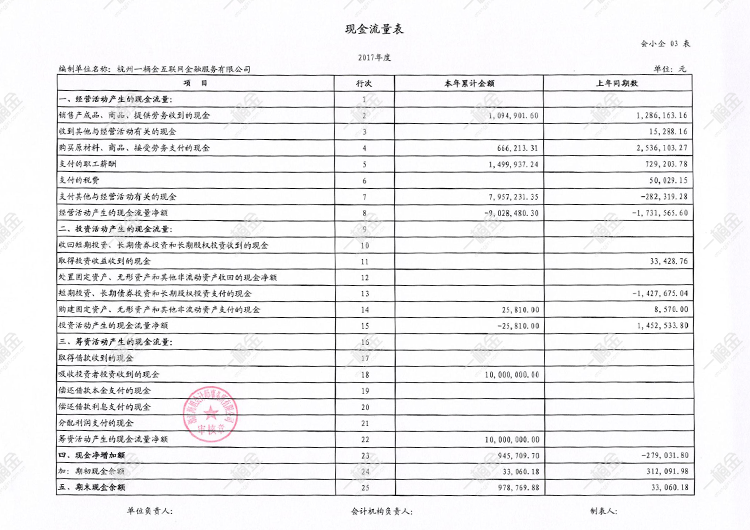 现金流量表
会小企 03 表
2017年度
编制单位名称：杭州一桶金互联网金融服务有限公司 单位：元
项 目 行次 本年累计金额 上年同期数
一、经营活动产生的现金流量： 1
销售产成品、商品、提供劳务收到的现金 2 1,094,901.60 1,286,163.16
收到其他与经营活动有关的现金 3 15,288.16
购买原材料、商品、接受劳务支付的现金 4 666,213.31 2,536,103.27
支付的职工薪酬 5 1,499,937.24 729,203.78
支付的税费 6 50,029.15
支付其他与经营活动有关的现金 7 7,957,231.35 -282,319.28
经营活动产生的现金流量净额 8 -9,028,480.30 -1,731,565.60
二、投资活动产生的现金流量： 9
收回短期投资、长期债券投资和长期股权投资收到的现金 10
取得投资收益收到的现金 11 33,428.76
处置固定资产、无形资产和其他非流动资产收回的现金净额 12
短期投资、长期债券投资和长期股权投资支付的现金 13 -1,427,675.04
购建固定资产、无形资产和其他非流动资产支付的现金 14 25,810.00 8,570.00
投资活动产生的现金流量净额 15 -25,810.00 1,452,533.80
三、筹资活动产生的现金流量： 16
取得借款收到的现金 17
吸收投资者投资收到的现金 18 10,000,000.00
偿还借款本金支付的现金 19
偿还借款利息支付的现金 20
分配利润支付的现金 21
筹资活动产生的现金流量净额 22 10,000,000.00
四、现金净增加额 23 945,709.70 -279,031.80
加：期初现金余额 24 33,060.18 312,091.98
五、期末现金余额 25 978,769.88 33,060.18
审核章
单位负责人： 会计机构负责人： 制表人：